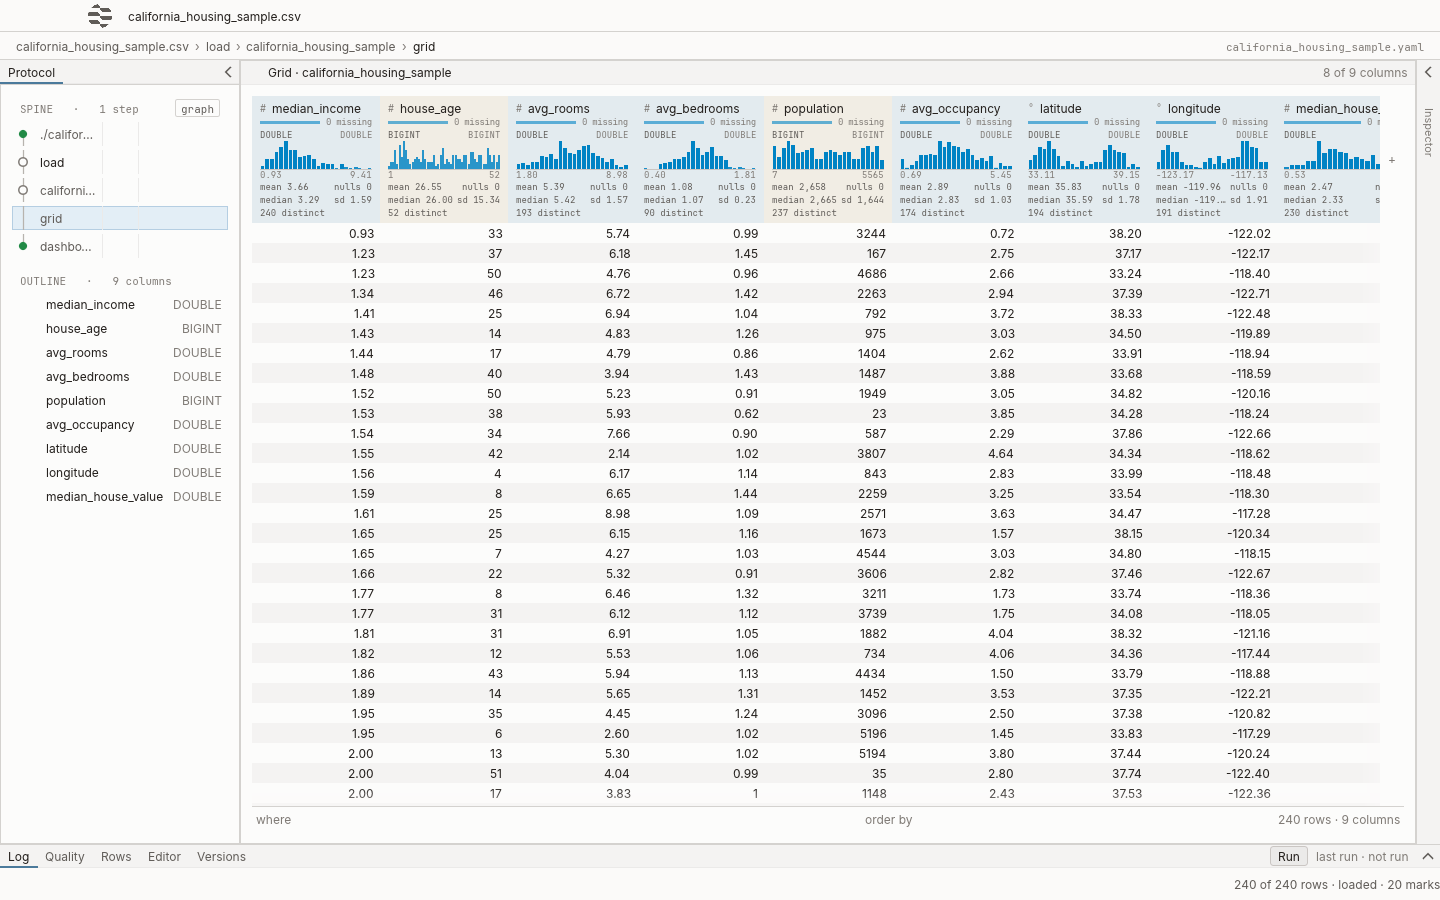 california_housing_sample.csv
california_housing_sample.csv › load › california_housing_sample › grid
california_housing_sample.yaml
Protocol
Grid · california_housing_sample
8 of 9 columns
SPINE · 1 step
graph
./califor...
load
californi...
grid
dashbo...
OUTLINE · 9 columns
median_income DOUBLE
house_age BIGINT
avg_rooms DOUBLE
avg_bedrooms DOUBLE
population BIGINT
avg_occupancy DOUBLE
latitude DOUBLE
longitude DOUBLE
median_house_value DOUBLE
# median_income # house_age # avg_rooms # avg_bedrooms # population # avg_occupancy ° latitude ° longitude # median_house_
0 missing 0 missing 0 missing 0 missing 0 missing 0 missing 0 missing 0 missing 0 m
DOUBLE DOUBLE BIGINT BIGINT DOUBLE DOUBLE DOUBLE DOUBLE BIGINT BIGINT DOUBLE DOUBLE DOUBLE DOUBLE DOUBLE DOUBLE DOUBLE
0.93 9.41 1 52 1.80 8.98 0.40 1.81 7 5565 0.69 5.45 33.11 39.15 -123.17 -117.13 0.53
mean 3.66 nulls 0 mean 26.55 nulls 0 mean 5.39 nulls 0 mean 1.08 nulls 0 mean 2,658 nulls 0 mean 2.89 nulls 0 mean 35.83 nulls 0 mean -119.96 nulls 0 mean 2.47 n
median 3.29 sd 1.59 median 26.00 sd 15.34 median 5.42 sd 1.57 median 1.07 sd 0.23 median 2,665 sd 1,644 median 2.83 sd 1.03 median 35.59 sd 1.78 median -119.… sd 1.91 median 2.33 s
240 distinct 52 distinct 193 distinct 90 distinct 237 distinct 174 distinct 194 distinct 191 distinct 230 distinct
+
0.93 33 5.74 0.99 3244 0.72 38.20 -122.02
1.23 37 6.18 1.45 167 2.75 37.17 -122.17
1.23 50 4.76 0.96 4686 2.66 33.24 -118.40
1.34 46 6.72 1.42 2263 2.94 37.39 -122.71
1.41 25 6.94 1.04 792 3.72 38.33 -122.48
1.43 14 4.83 1.26 975 3.03 34.50 -119.89
1.44 17 4.79 0.86 1404 2.62 33.91 -118.94
1.48 40 3.94 1.43 1487 3.88 33.68 -118.59
1.52 50 5.23 0.91 1949 3.05 34.82 -120.16
1.53 38 5.93 0.62 23 3.85 34.28 -118.24
1.54 34 7.66 0.90 587 2.29 37.86 -122.66
1.55 42 2.14 1.02 3807 4.64 34.34 -118.62
1.56 4 6.17 1.14 843 2.83 33.99 -118.48
1.59 8 6.65 1.44 2259 3.25 33.54 -118.30
1.61 25 8.98 1.09 2571 3.63 34.47 -117.28
1.65 25 6.15 1.16 1673 1.57 38.15 -120.34
1.65 7 4.27 1.03 4544 3.03 34.80 -118.15
1.66 22 5.32 0.91 3606 2.82 37.46 -122.67
1.77 8 6.46 1.32 3211 1.73 33.74 -118.36
1.77 31 6.12 1.12 3739 1.75 34.08 -118.05
1.81 31 6.91 1.05 1882 4.04 38.32 -121.16
1.82 12 5.53 1.06 734 4.06 34.36 -117.44
1.86 43 5.94 1.13 4434 1.50 33.79 -118.88
1.89 14 5.65 1.31 1452 3.53 37.35 -122.21
1.95 35 4.45 1.24 3096 2.50 37.38 -120.82
1.95 6 2.60 1.02 5196 1.45 33.83 -117.29
2.00 13 5.30 1.02 5194 3.80 37.44 -120.24
2.00 51 4.04 0.99 35 2.80 37.74 -122.40
2.00 17 3.83 1 1148 2.43 37.53 -122.36
where order by 240 rows · 9 columns
Inspector
Log Quality Rows Editor Versions
Run last run · not run
240 of 240 rows · loaded · 20 marks